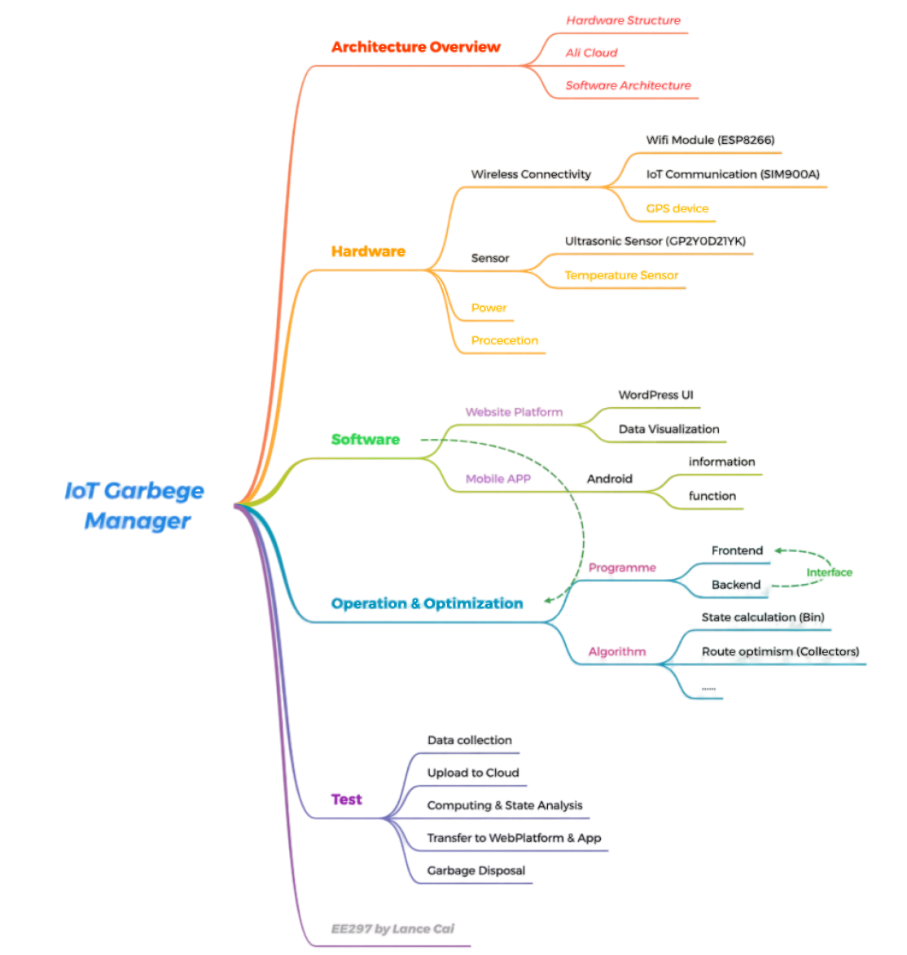 Hardware Structure
Architecture Overview
Ali Cloud
Software Architecture
Wifi Module (ESP8266)
Wireless Connectivity
IoT Communication (SIM900A)
GPS device
Hardware
Ultrasonic Sensor (GP2Y0D21YK)
Sensor
Temperature Sensor
Power
Procecetion
WordPress UI
Website Platform
Data Visualization
Software
information
Mobile APP
Android
function
IoT Garbege
Manager
Frontend
Programme
Interface
Backend
Operation & Optimization
State calculation (Bin)
Algorithm
Route optimism (Collectors)
......
Data collection
Upload to Cloud
Test
Computing & State Analysis
Transfer to WebPlatform & App
Garbage Disposal
EE297 by Lance Cai